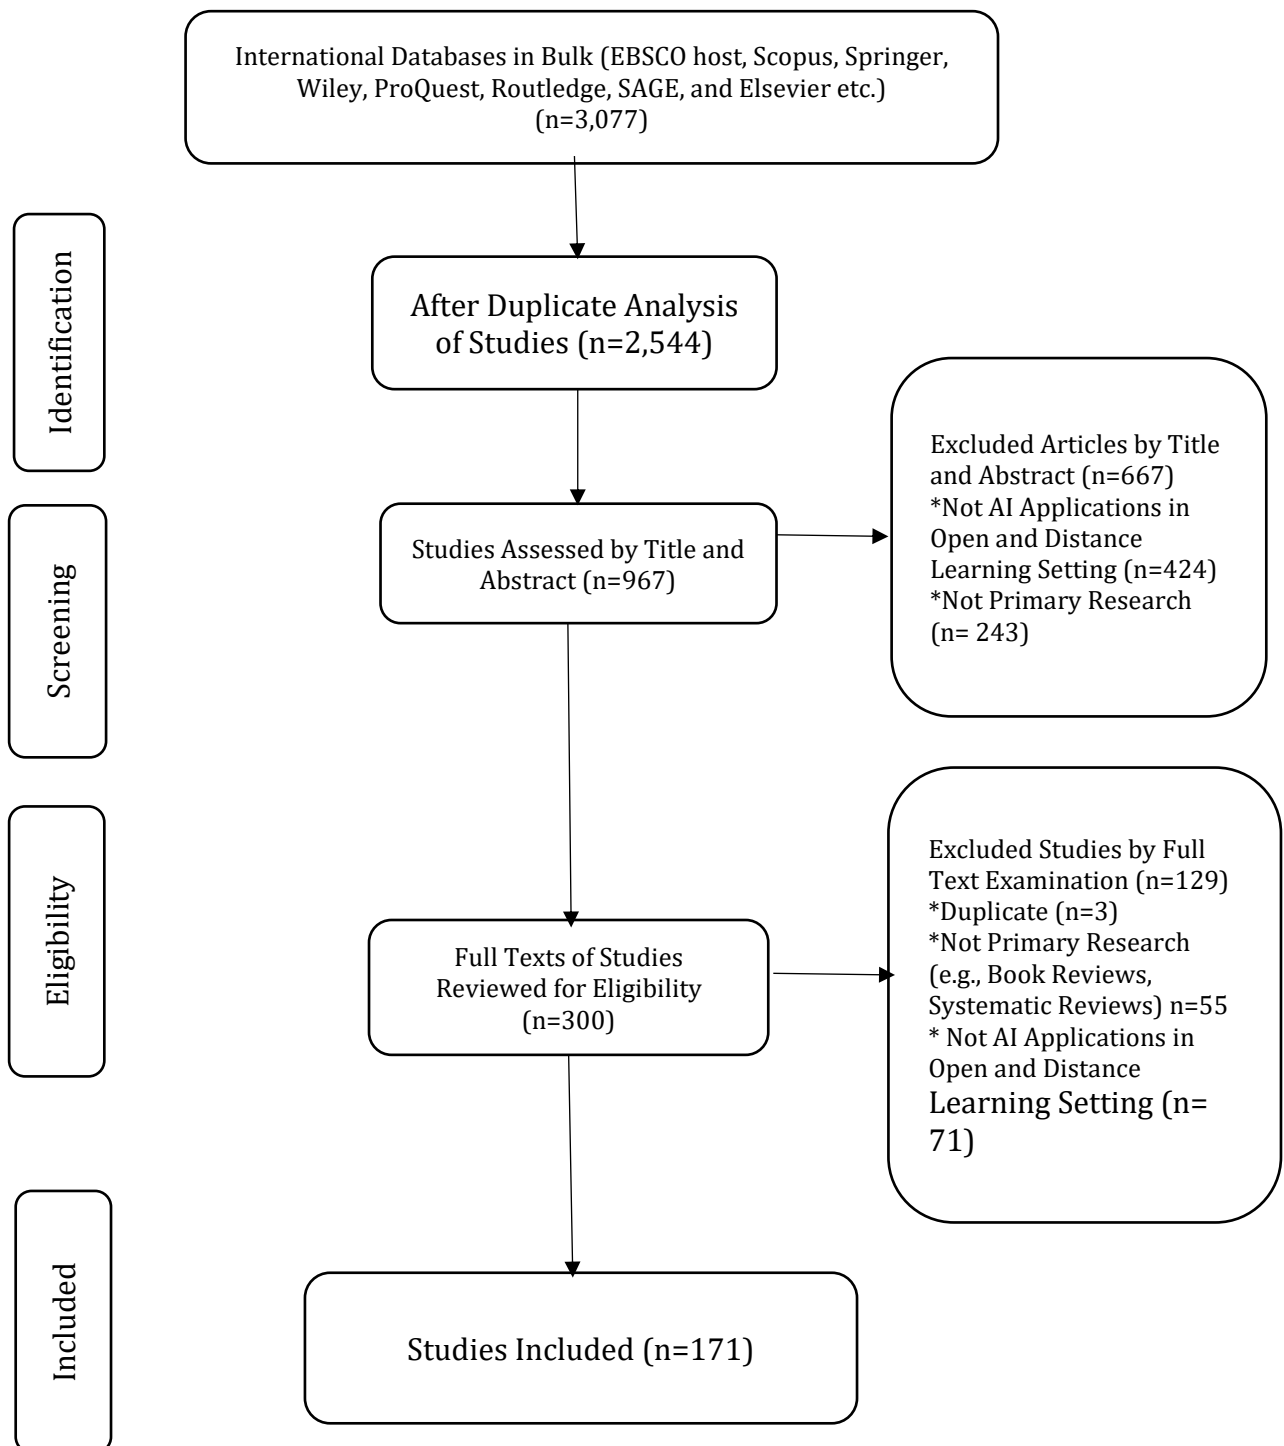 International Databases in Bulk (EBSCO host, Scopus, Springer,
Wiley, ProQuest, Routledge, SAGE, and Elsevier etc.)
(n=3,077)
Identification
After Duplicate Analysis
of Studies (n=2,544)
Screening
Studies Assessed by Title and
Abstract (n=967)
Excluded Articles by Title
and Abstract (n=667)
*Not AI Applications in
Open and Distance
Learning Setting (n=424)
*Not Primary Research
(n= 243)
Eligibility
Full Texts of Studies
Reviewed for Eligibility
(n=300)
Excluded Studies by Full
Text Examination (n=129)
*Duplicate (n=3)
*Not Primary Research
(e.g., Book Reviews,
Systematic Reviews) n=55
* Not AI Applications in
Open and Distance
Learning Setting (n=
71)
Included
Studies Included (n=171)